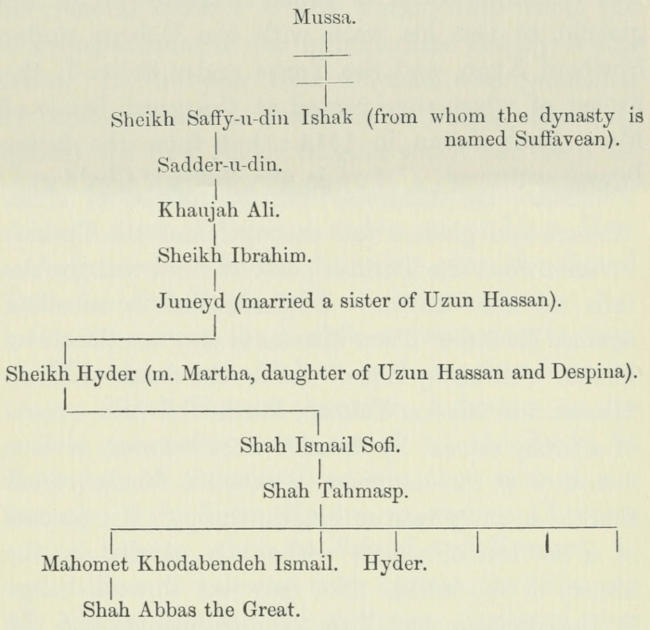 Mussa.
Sheikh Saffy-u-din Ishak (from whom the dynasty is
named Suffavean).
Sadder-u-din.
Khaujah Ali.
Sheikh Ibrahim.
Juneyd (married a sister of Uzun Hassan).
Sheikh Hyder (m. Martha, daughter of Uzun Hassan and Despina).
Shah Ismail Sofi.
Shah Tahmasp.
Mahomet Khodabendeh Ismail. Hyder.
Shah Abbas the Great.